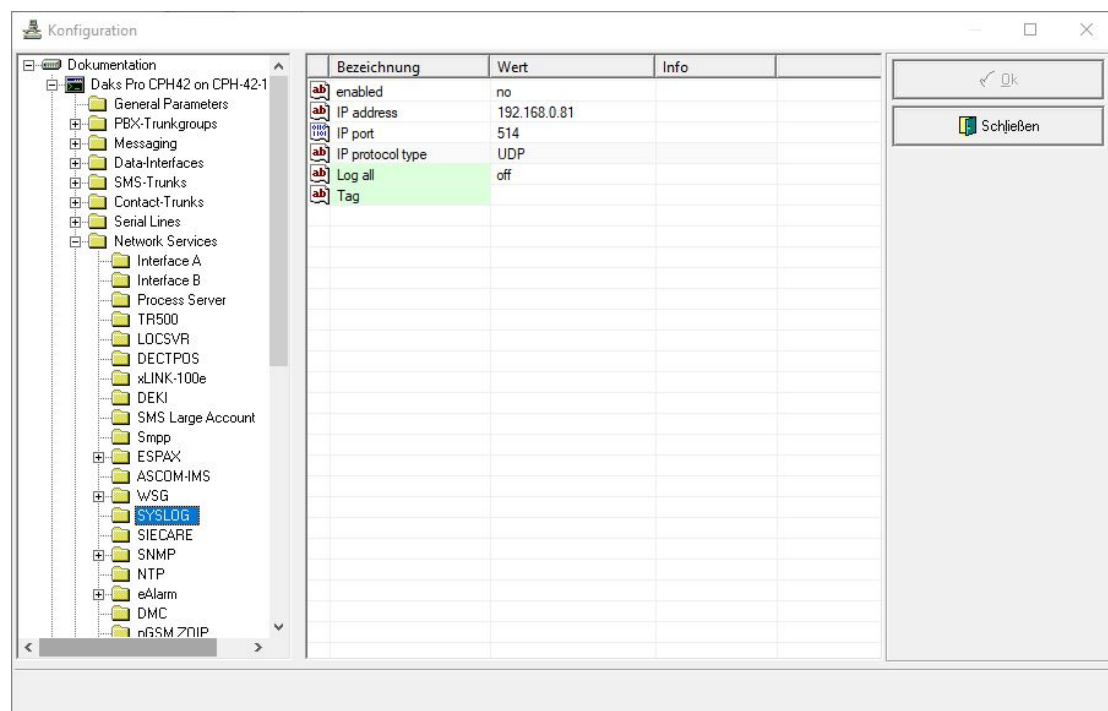 Konfiguration
Dokumentation
Daks Pro CPH42 on CPH-42-1
General Parameters
PBX-Trunkgroups
Messaging
Data-Interfaces
SMS-Trunks
Contact-Trunks
Serial Lines
Network Services
Interface A
Interface B
Process Server
TR500
LOCSVR
DECTPOS
xLINK-100e
DEKI
SMS Large Account
Smpp
ESPAX
ASCOM-IMS
WSG
SYSLOG
SIECARE
SNMP
NTP
eAlarm
DMC
nGSM ZOIP
Bezeichnung Wert Info
enabled no
IP address 192.168.0.81
IP port 514
IP protocol type UDP
Log all off
Tag
Ok
Schließen